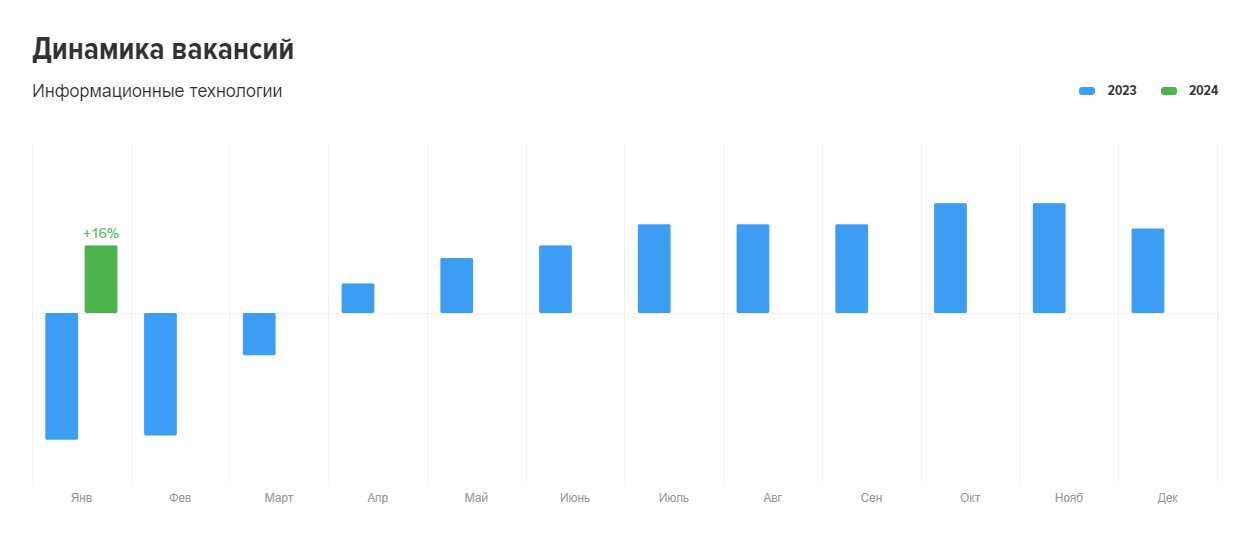 Динамика вакансий
Информационные технологии
2023
2024
+16%
Янв
Фев
Март
Апр
Май
Июнь
Июль
Авг
Сен
Окт
Нояб
Дек